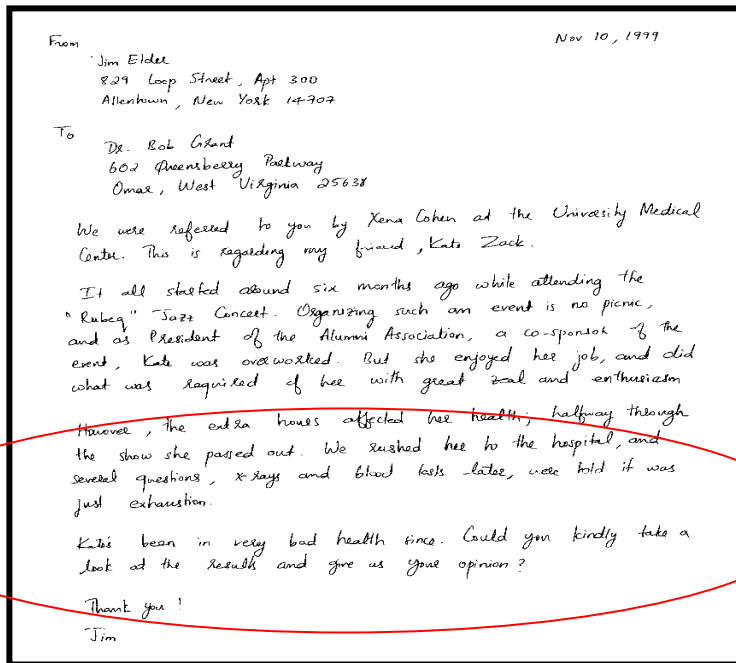 From
Nov 10, 1999
Jim Elder
829 Loop Street, Apt 300
Allentown, New York 14707
To
Dr. Bob Grant
602 Queensberry Parkway
Omar, West Virginia 25638
We were referred to you by Xena Cohen at the University Medical
Center. This is regarding my friend, Kate Zack.
It all started around six months ago while attending the
"Rubeq" Jazz Concert. Organizing such an event is no picnic,
and as President of the Alumni Association, a co-sponsor of the
event, Kate was overworked. But she enjoyed her job, and did
what was required of her with great zeal and enthusiasm
However, the extra hours affected her health; halfway through
the show she passed out. We rushed her to the hospital, and
several questions, x-rays and blood tests later, were told it was
just exhaustion.
Kate's been in very bad health since. Could you kindly take a
look at the results and give us your opinion?
Thank you!
Jim